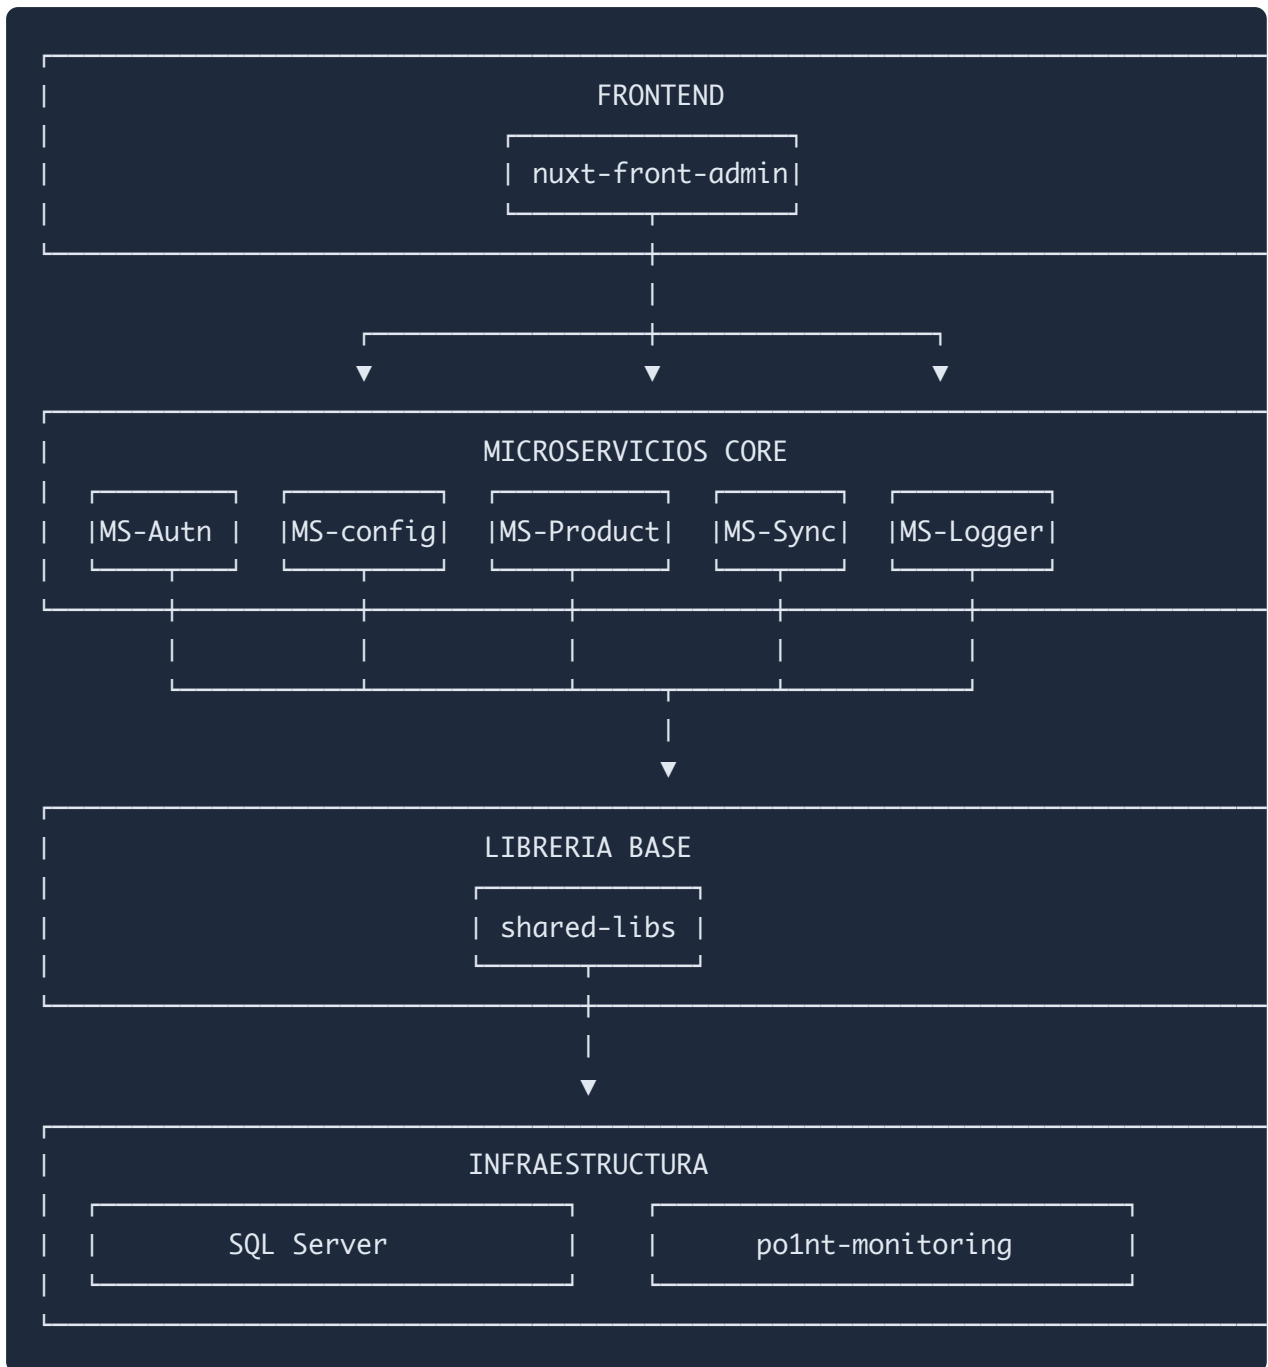 FRONTEND
nuxt-front-admin
MICROSERVICIOS CORE
MS-Autn MS-config MS-Product MS-Sync MS-Logger
LIBRERIA BASE
shared-libs
INFRAESTRUCTURA
SQL Server po1nt-monitoring